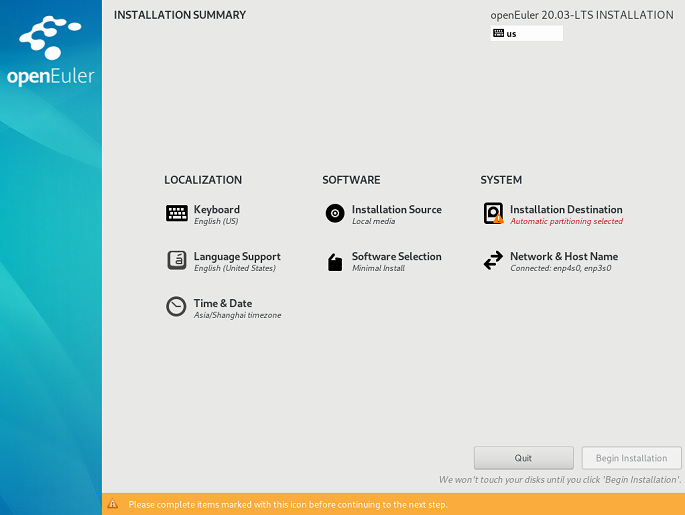 INSTALLATION SUMMARY
openEuler 20.03-LTS INSTALLATION
us
openEuler
LOCALIZATION
Keyboard
English (US)
Language Support
English (United States)
Time & Date
Asia/Shanghai timezone
SOFTWARE
Installation Source
Local media
Software Selection
Minimal Install
SYSTEM
Installation Destination
Automatic partitioning selected
Network & Host Name
Connected: enp4s0, enp3s0
Quit
Begin Installation
We won't touch your disks until you click 'Begin Installation'.
Please complete items marked with this icon before continuing to the next step.